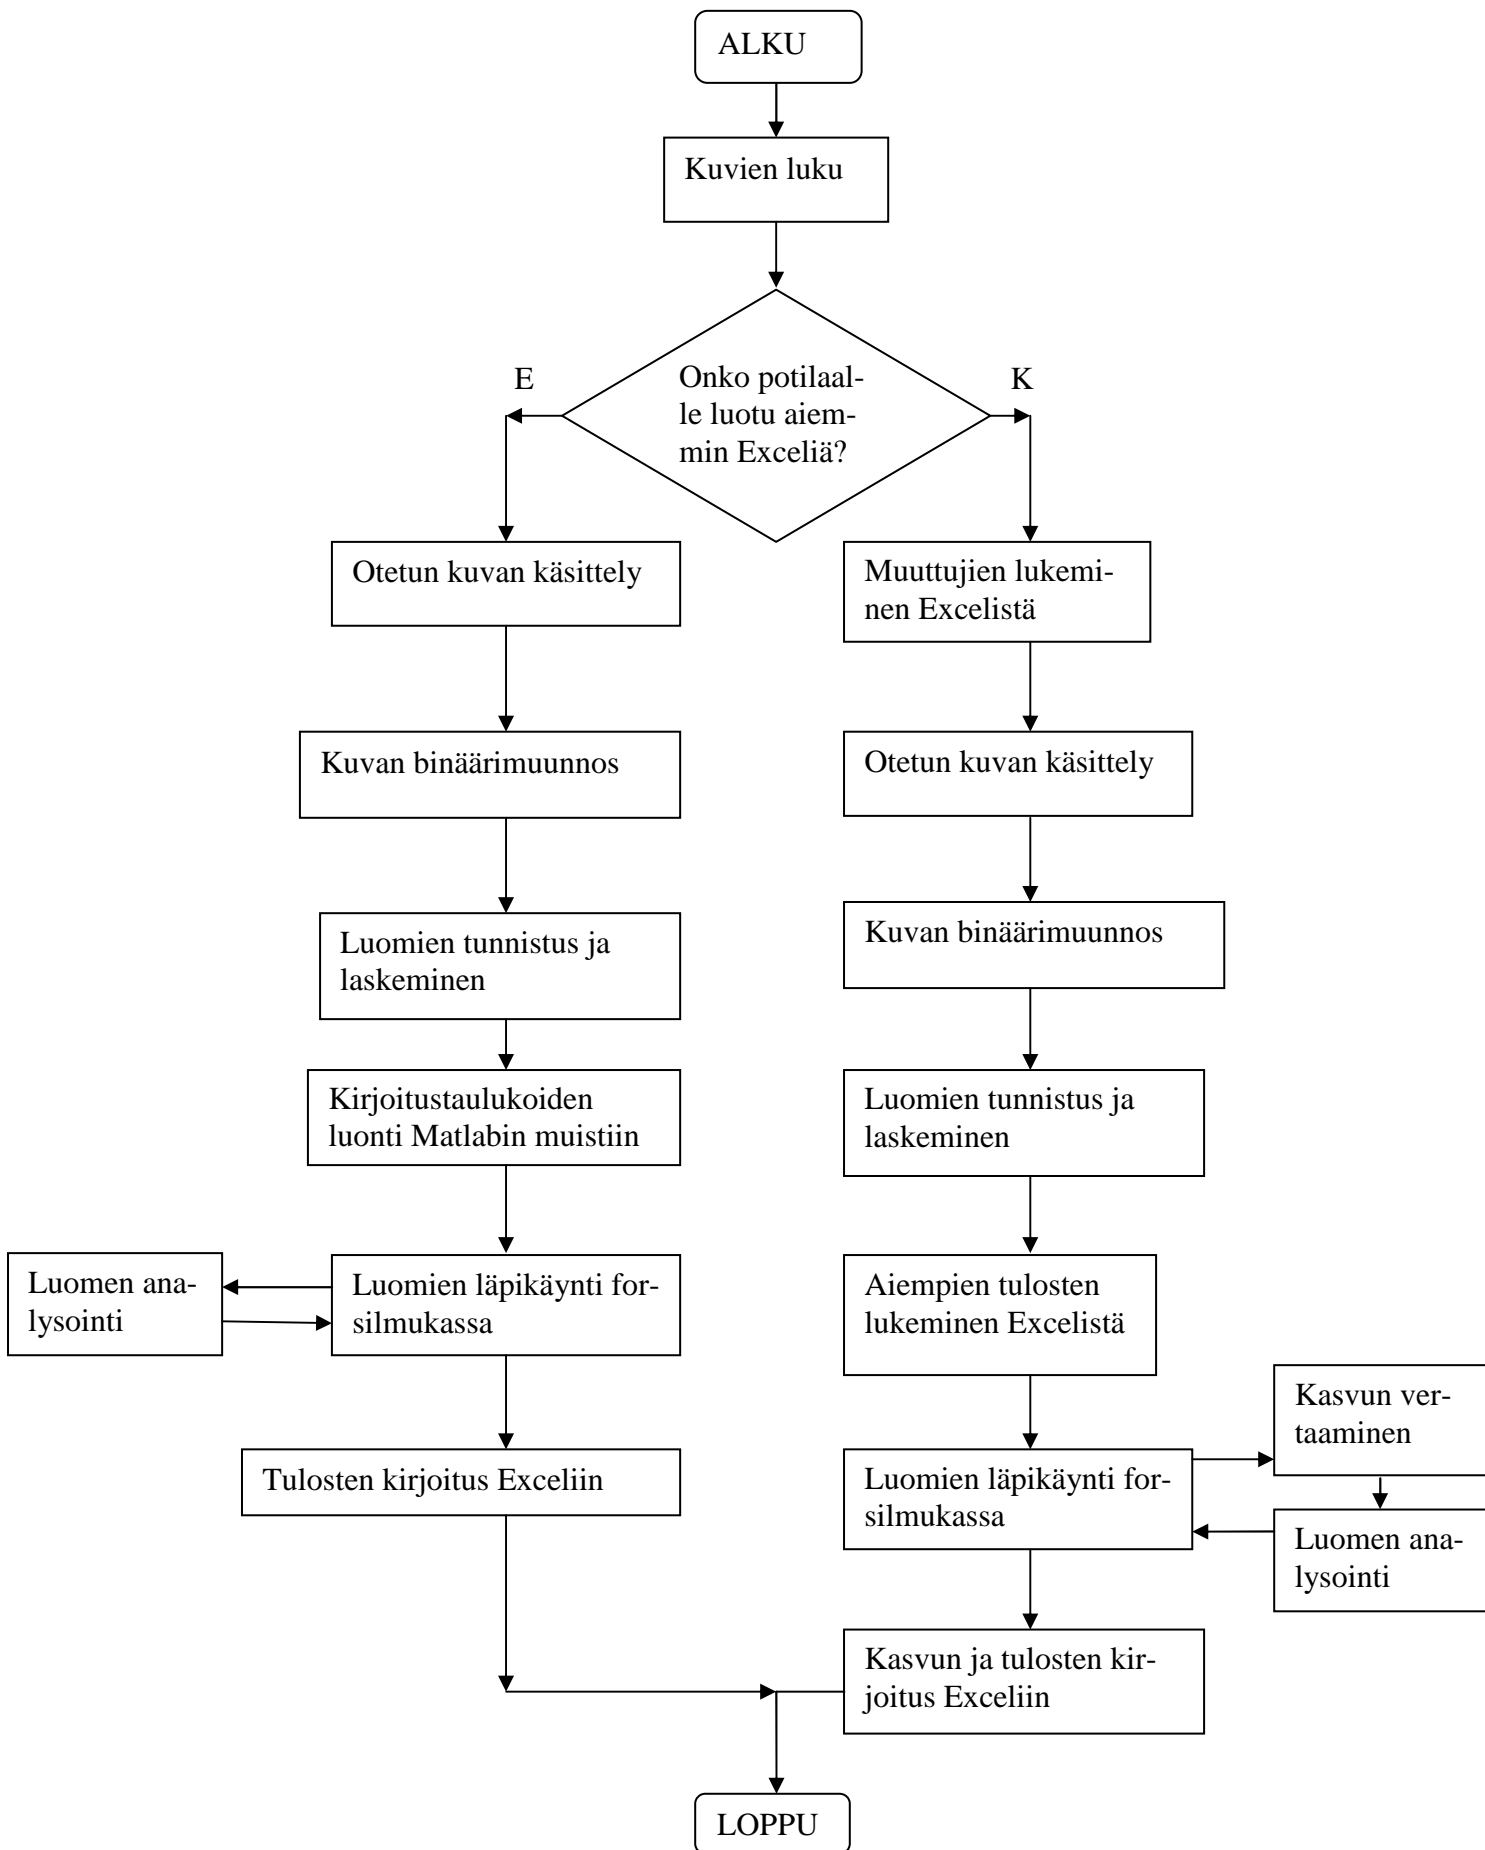 ALKU
Kuvien luku
Onko potilaal-
le luotu aiem-
min Exceliä?
E
K
Otetun kuvan käsittely
Kuvan binäärimuunnos
Luomien tunnistus ja
laskeminen
Kirjoitustaulukoiden
luonti Matlabin muistiin
Luomien läpikäynti for-
silmukassa
Luomen ana-
lysointi
Tulosten kirjoitus Exceliin
Muuttujien lukemi-
nen Excelistä
Otetun kuvan käsittely
Kuvan binäärimuunnos
Luomien tunnistus ja
laskeminen
Aiempien tulosten
lukeminen Excelistä
Luomien läpikäynti for-
silmukassa
Kasvun ver-
taaminen
Luomen ana-
lysointi
Kasvun ja tulosten kir-
joitus Exceliin
LOPPU